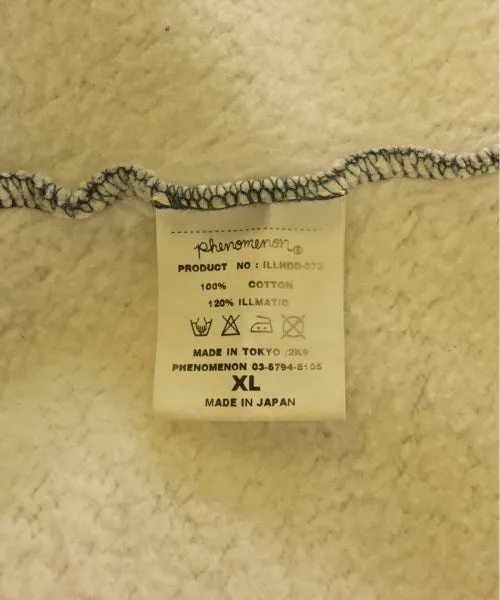 phenomenon®
PRODUCT NO : ILLMDC-073
100% COTTON
120% ILLMATIC
MADE IN TOKYO /2K9
PHENOMENON 03-5794-8105
XL
MADE IN JAPAN